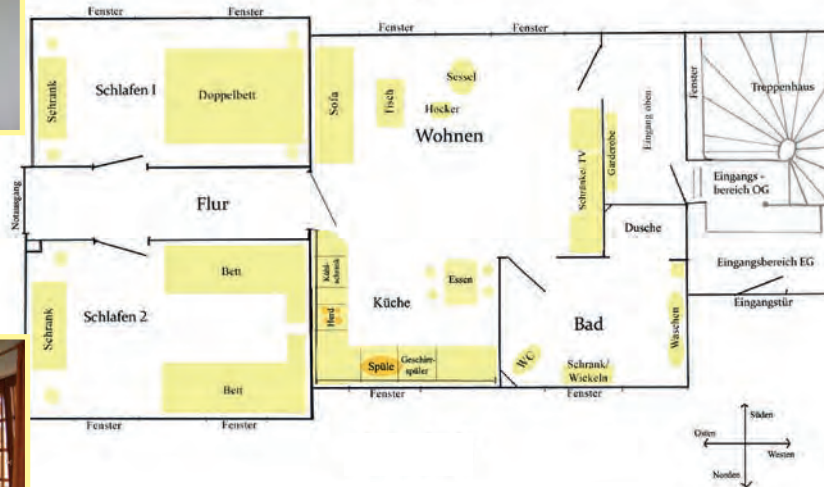 Fenster
Fenster
Fenster
Fenster
Schrank
Schlafen 1
Doppelbett
Sofa
Tisch
Sessel
Hocker
Wohnen
Schränke/ TV
Garderobe
Eingang oben
Fenster
Treppenhaus
Eingangs -
bereich OG
Notausgang
Flur
Dusche
Eingangsbereich EG
Eingangstür
Schrank
Schlafen 2
Bett
Bett
Kühl-
schrank
Herd
Küche
Essen
Spüle
Geschirr-
spüler
Bad
WC
Schrank/
Wickeln
Waschen
Fenster
Fenster
Fenster
Fenster
Süden
Osten
Westen
Norden